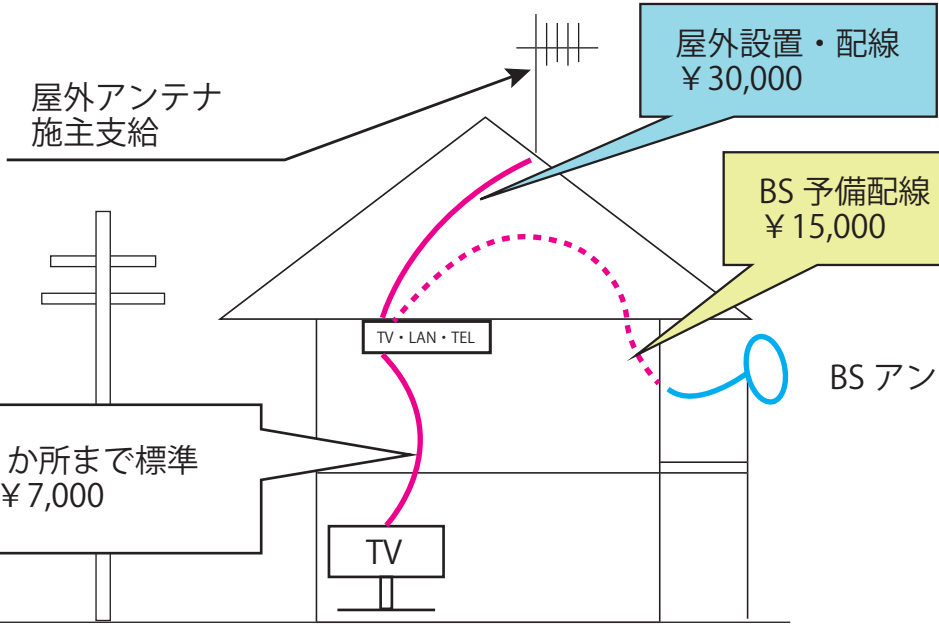 屋外設置・配線
¥30,000
屋外アンテナ
施主支給
BS 予備配線
¥15,000
TV・LAN・TEL
BS アン
か所まで標準
¥7,000
TV